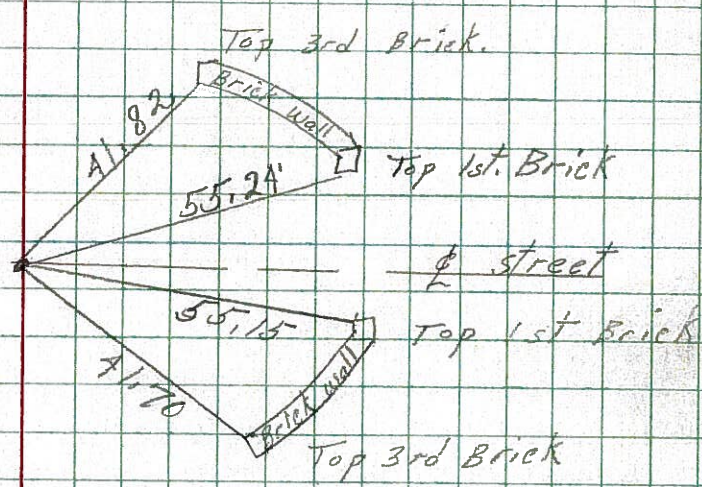 Top 3rd Brick.
Brick Wall
41.82
Top 1st. Brick
55.24'
℄ street
55.15
Top 1st Brick
41.70
Brick Wall
Top 3rd Brick